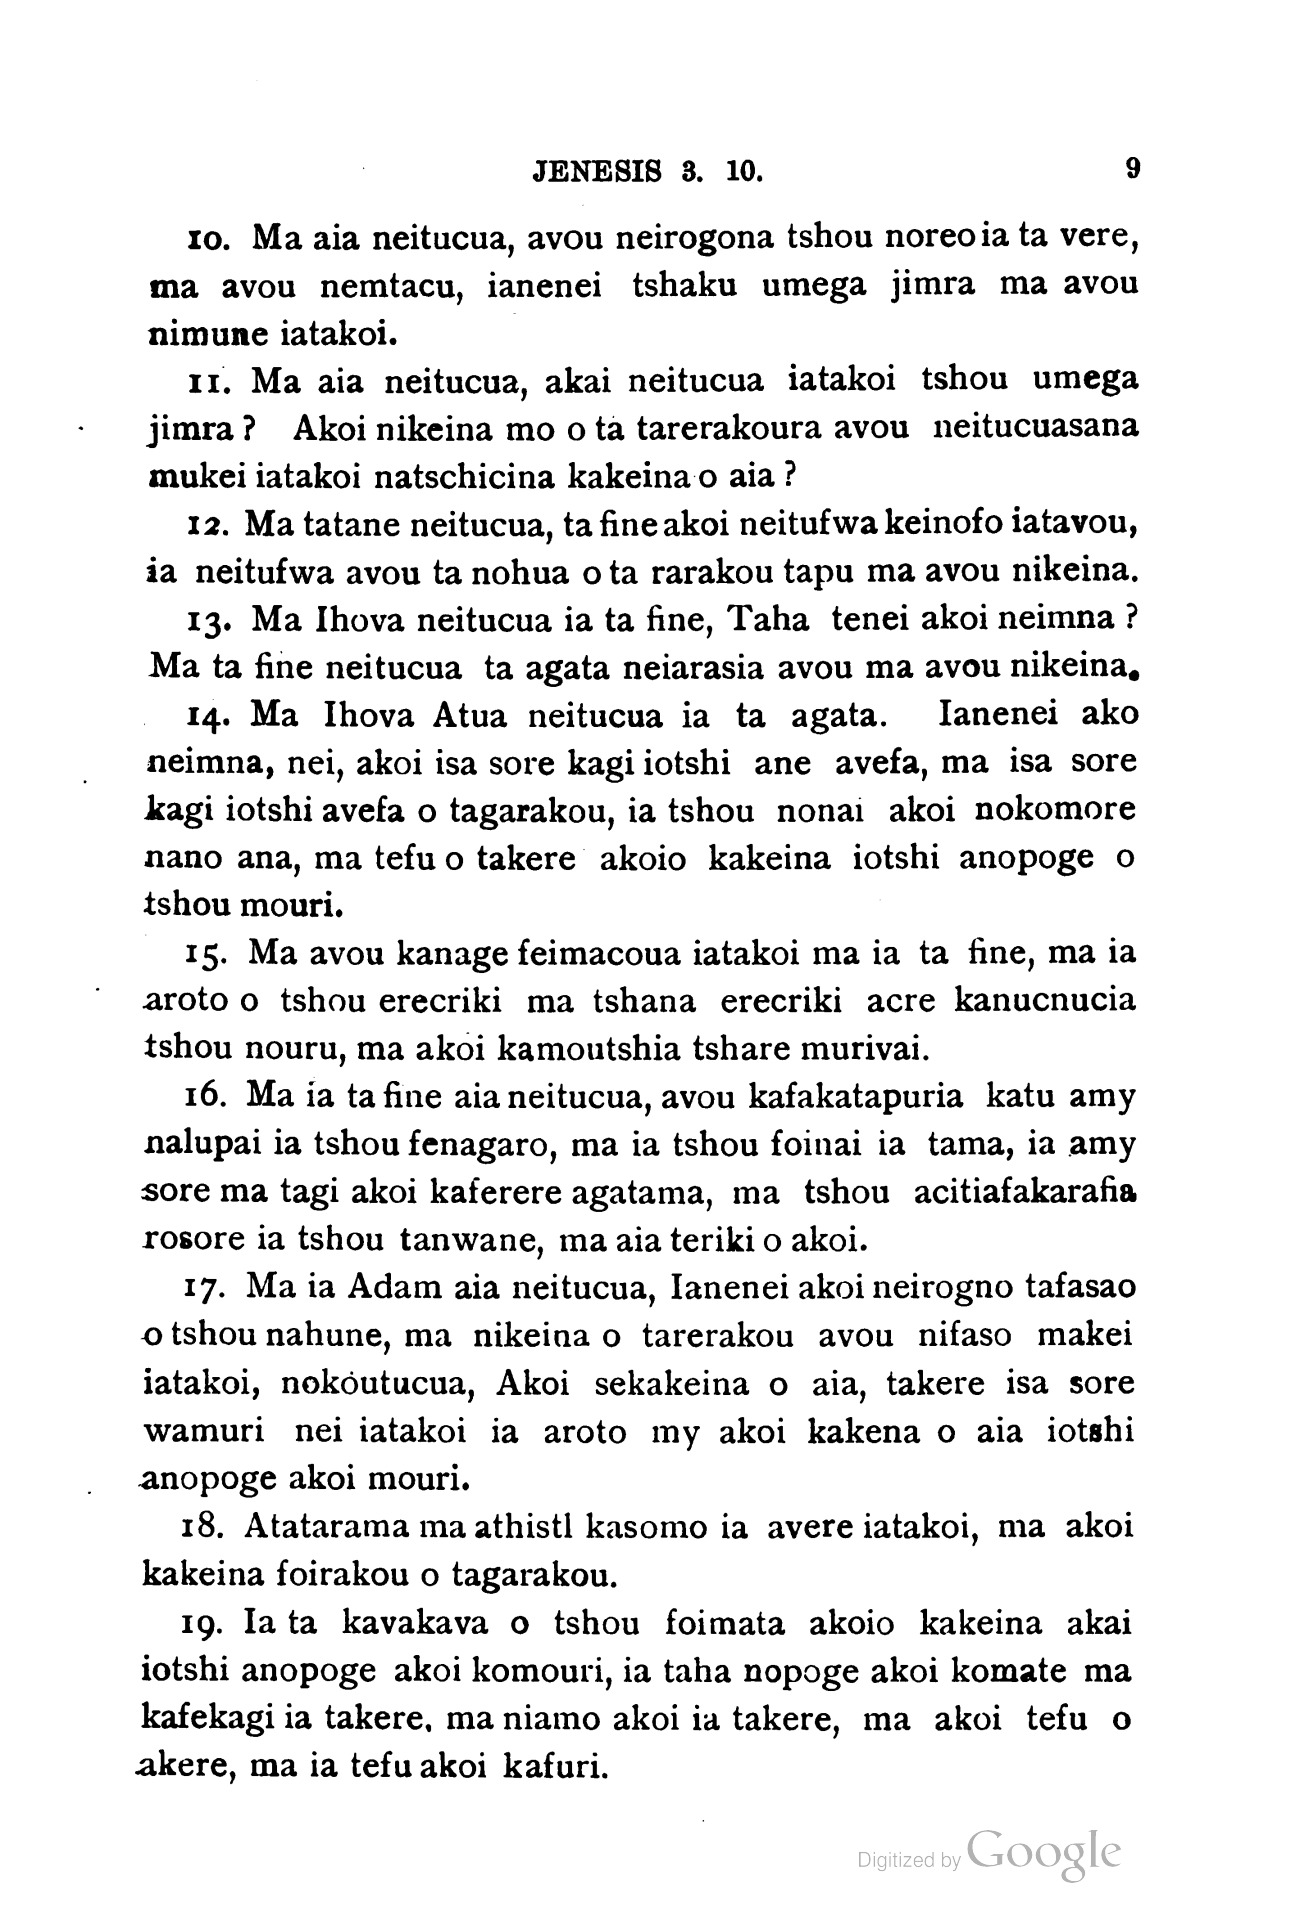 JENESIS 3. 10. 9
10. Ma aia neitucua, avou neirogona tshou noreo ia ta vere,
ma avou nemtacu, ianenei tshaku umega jimra ma avou
nimune iatakoi.
11. Ma aia neitucua, akai neitucua iatakoi tshou umega
jimra? Akoi nikeina mo o ta tarerakoura avou neitucuasana
mukei iatakoi natschicina kakeina o aia?
12. Ma tatane neitucua, ta fine akoi neitufwa keinofo iatavou,
ia neitufwa avou ta nohua o ta rarakou tapu ma avou nikeina.
13. Ma Ihova neitucua ia ta fine, Taha tenei akoi neimna?
Ma ta fine neitucua ta agata neiarasia avou ma avou nikeina.
14. Ma Ihova Atua neitucua ia ta agata. Ianenei ako
neimna, nei, akoi isa sore kagi iotshi ane avefa, ma isa sore
kagi iotshi avefa o tagarakou, ia tshou nonai akoi nokomore
nano ana, ma tefu o takere akoio kakeina iotshi anopoge o
tshou mouri.
15. Ma avou kanage feimacoua iatakoi ma ia ta fine, ma ia
aroto o tshou erecriki ma tshana erecriki acre kanucnucia
tshou nouru, ma akoi kamoutshia tshare murivai.
16. Ma ia ta fine aia neitucua, avou kafakatapuria katu amy
nalupai ia tshou fenagaro, ma ia tshou foinai ia tama, ia amy
sore ma tagi akoi kaferere agatama, ma tshou acitiafakarafia
rosore ia tshou tanwane, ma aia teriki o akoi.
17. Ma ia Adam aia neitucua, Ianenei akoi neirogno tafasao
o tshou nahune, ma nikeina o tarerakou avou nifaso makei
iatakoi, nokoutucua, Akoi sekakeina o aia, takere isa sore
wamuri nei iatakoi ia aroto my akoi kakena o aia iotshi
anopoge akoi mouri.
18. Atatarama ma athistl kasomo ia avere iatakoi, ma akoi
kakeina foirakou o tagarakou.
19. Ia ta kavakava o tshou foimata akoio kakeina akai
iotshi anopoge akoi komouri, ia taha nopoge akoi komate ma
kafekagi ia takere. ma niamo akoi ia takere, ma akoi tefu o
akere, ma ia tefu akoi kafuri.
Digitized by Google